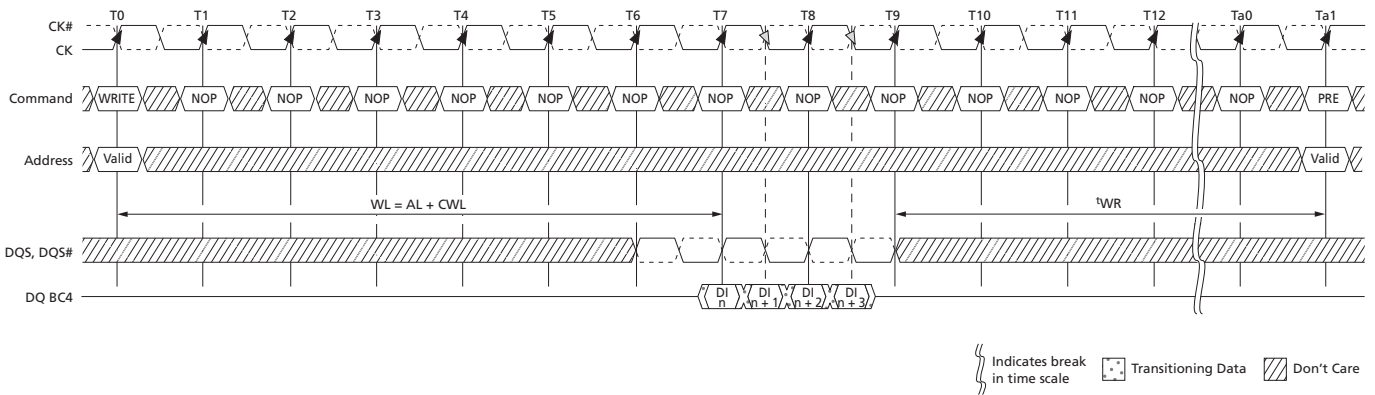 T0 T1 T2 T3 T4 T5 T6 T7 T8 T9 T10 T11 T12 Ta0 Ta1
CK#
CK
Command WRITE NOP NOP NOP NOP NOP NOP NOP NOP NOP NOP NOP NOP NOP PRE
Address Valid Valid
WL = AL + CWL tWR
DQS, DQS#
DQ BC4 DI n DI n + 1 DI n + 2 DI n + 3
Indicates break in time scale Transitioning Data Don't Care